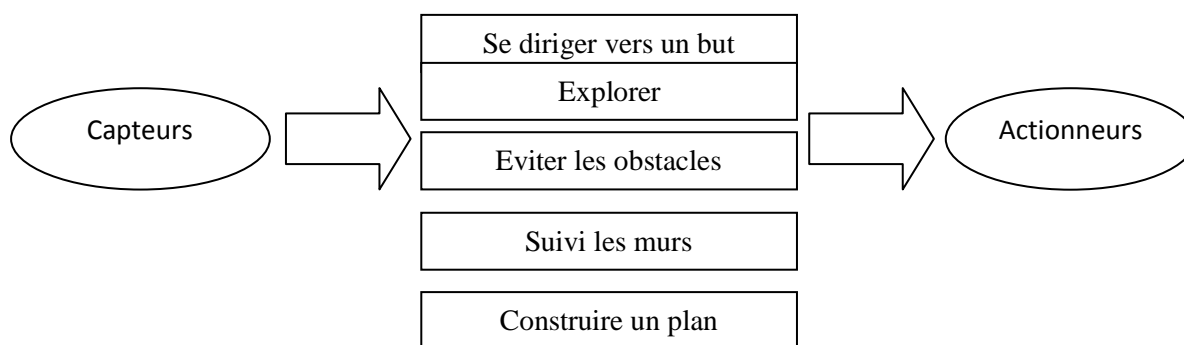 Capteurs
Se diriger vers un but
Explorer
Eviter les obstacles
Suivi les murs
Construire un plan
Actionneurs